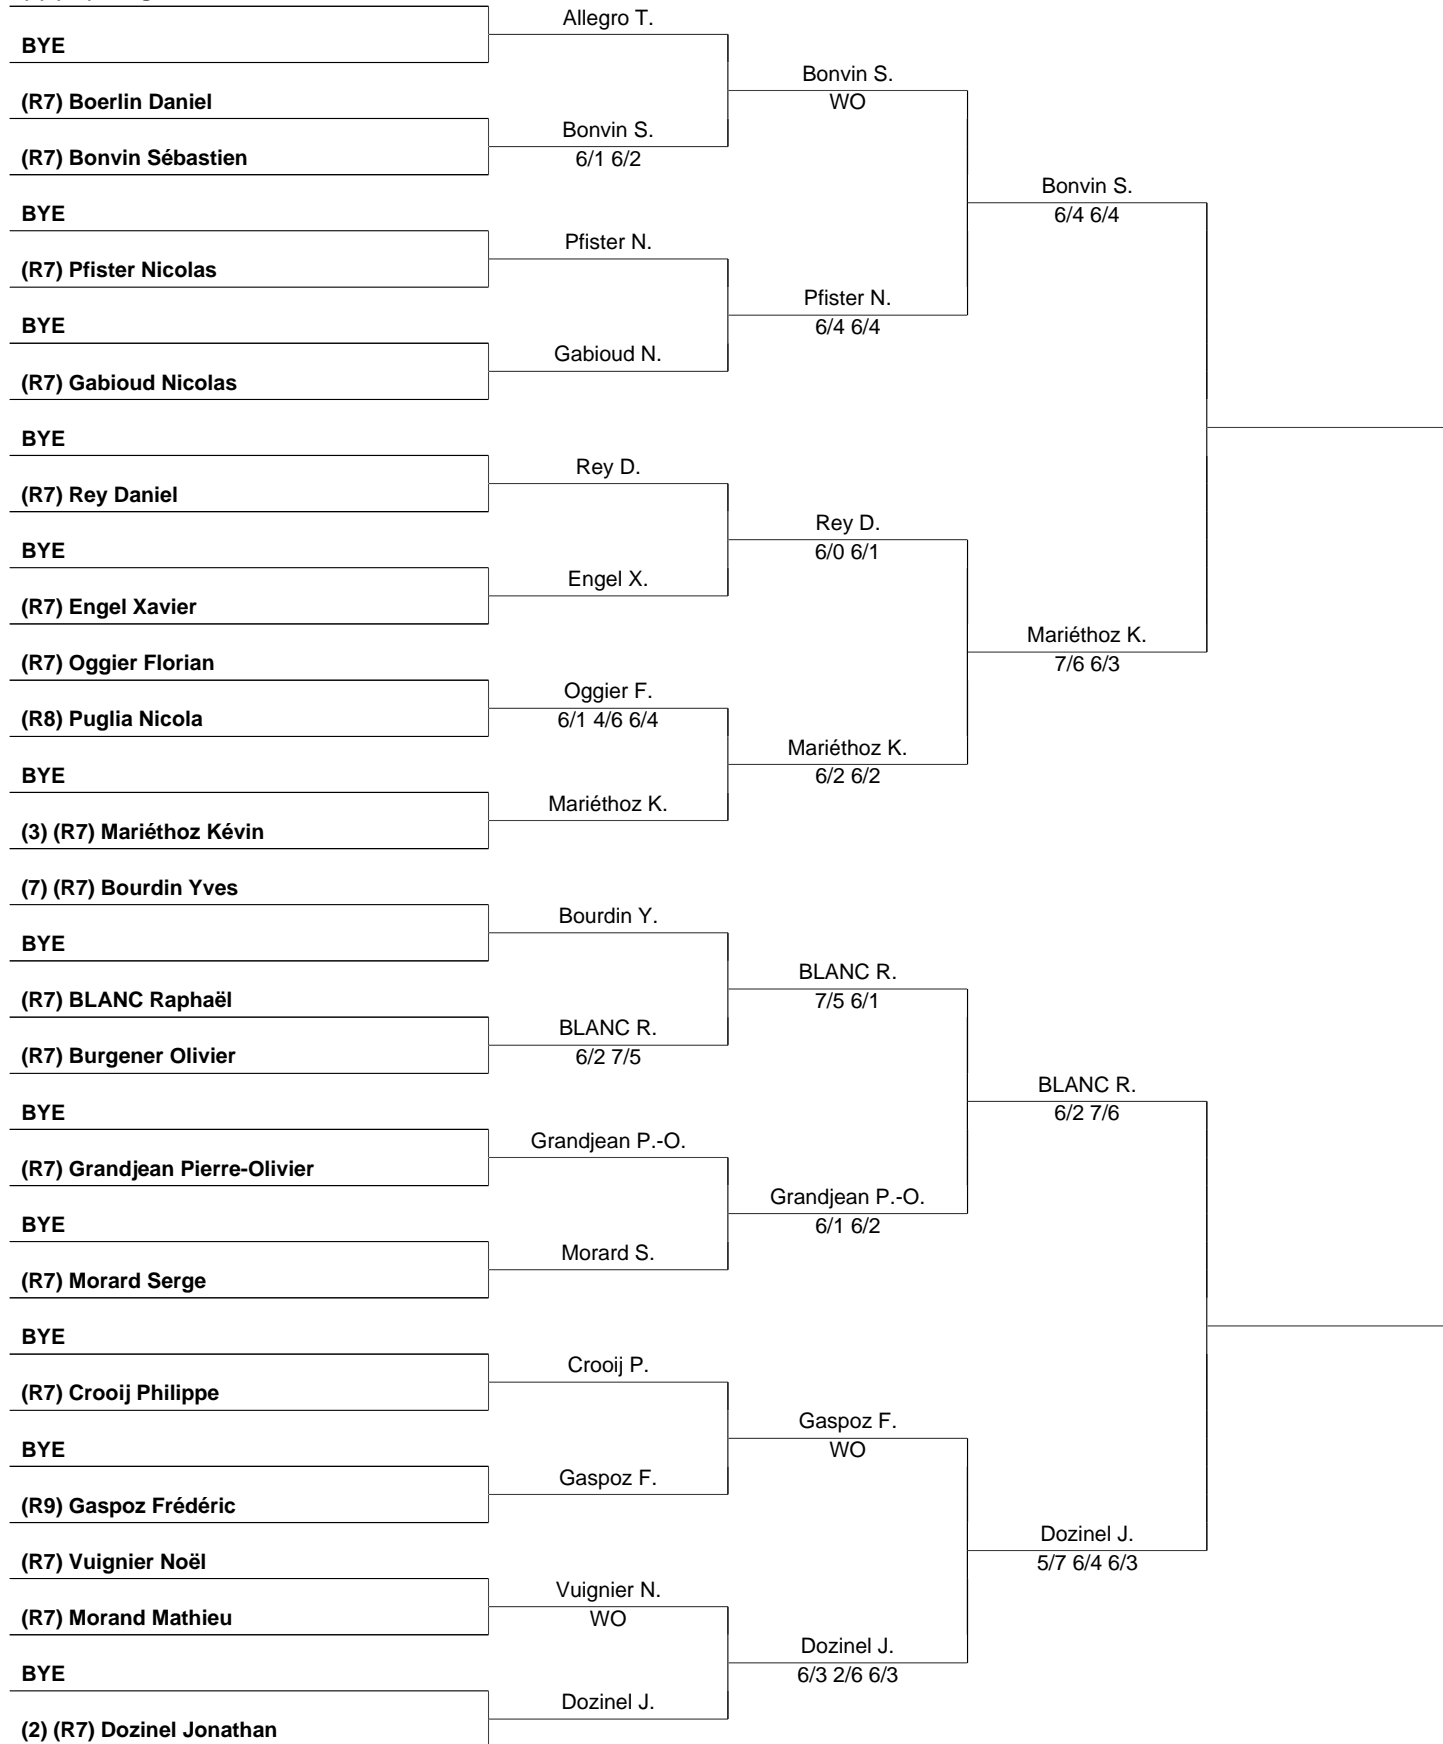 BYE
(R7) Boerlin Daniel
(R7) Bonvin Sébastien
BYE
(R7) Pfister Nicolas
BYE
(R7) Gabioud Nicolas
BYE
(R7) Rey Daniel
BYE
(R7) Engel Xavier
(R7) Oggier Florian
(R8) Puglia Nicola
BYE
(3) (R7) Mariéthoz Kévin
(7) (R7) Bourdin Yves
BYE
(R7) BLANC Raphaël
(R7) Burgener Olivier
BYE
(R7) Grandjean Pierre-Olivier
BYE
(R7) Morard Serge
BYE
(R7) Crooij Philippe
BYE
(R9) Gaspoz Frédéric
(R7) Vuignier Noël
(R7) Morand Mathieu
BYE
(2) (R7) Dozinel Jonathan
Allegro T.
Bonvin S.
6/1 6/2
Pfister N.
Gabioud N.
Rey D.
Engel X.
Oggier F.
6/1 4/6 6/4
Mariéthoz K.
Bourdin Y.
BLANC R.
6/2 7/5
Grandjean P.-O.
Morard S.
Crooij P.
Gaspoz F.
Vuignier N.
WO
Dozinel J.
Bonvin S.
WO
Pfister N.
6/4 6/4
Rey D.
6/0 6/1
Mariéthoz K.
6/2 6/2
BLANC R.
7/5 6/1
Grandjean P.-O.
6/1 6/2
Gaspoz F.
WO
Dozinel J.
6/3 2/6 6/3
Bonvin S.
6/4 6/4
Mariéthoz K.
7/6 6/3
BLANC R.
6/2 7/6
Dozinel J.
5/7 6/4 6/3